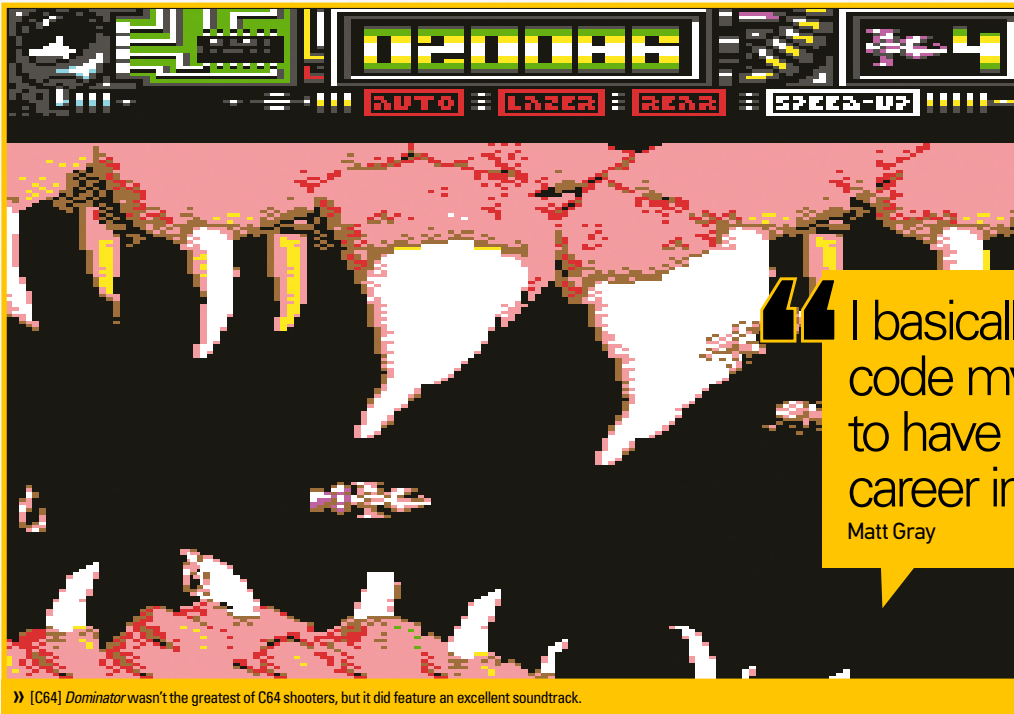 020086
4
AUTO LAZER REAR SPEED-UP
“I basicall
code my
to have
career in
Matt Gray
» [C64] Dominator wasn't the greatest of C64 shooters, but it did feature an excellent soundtrack.